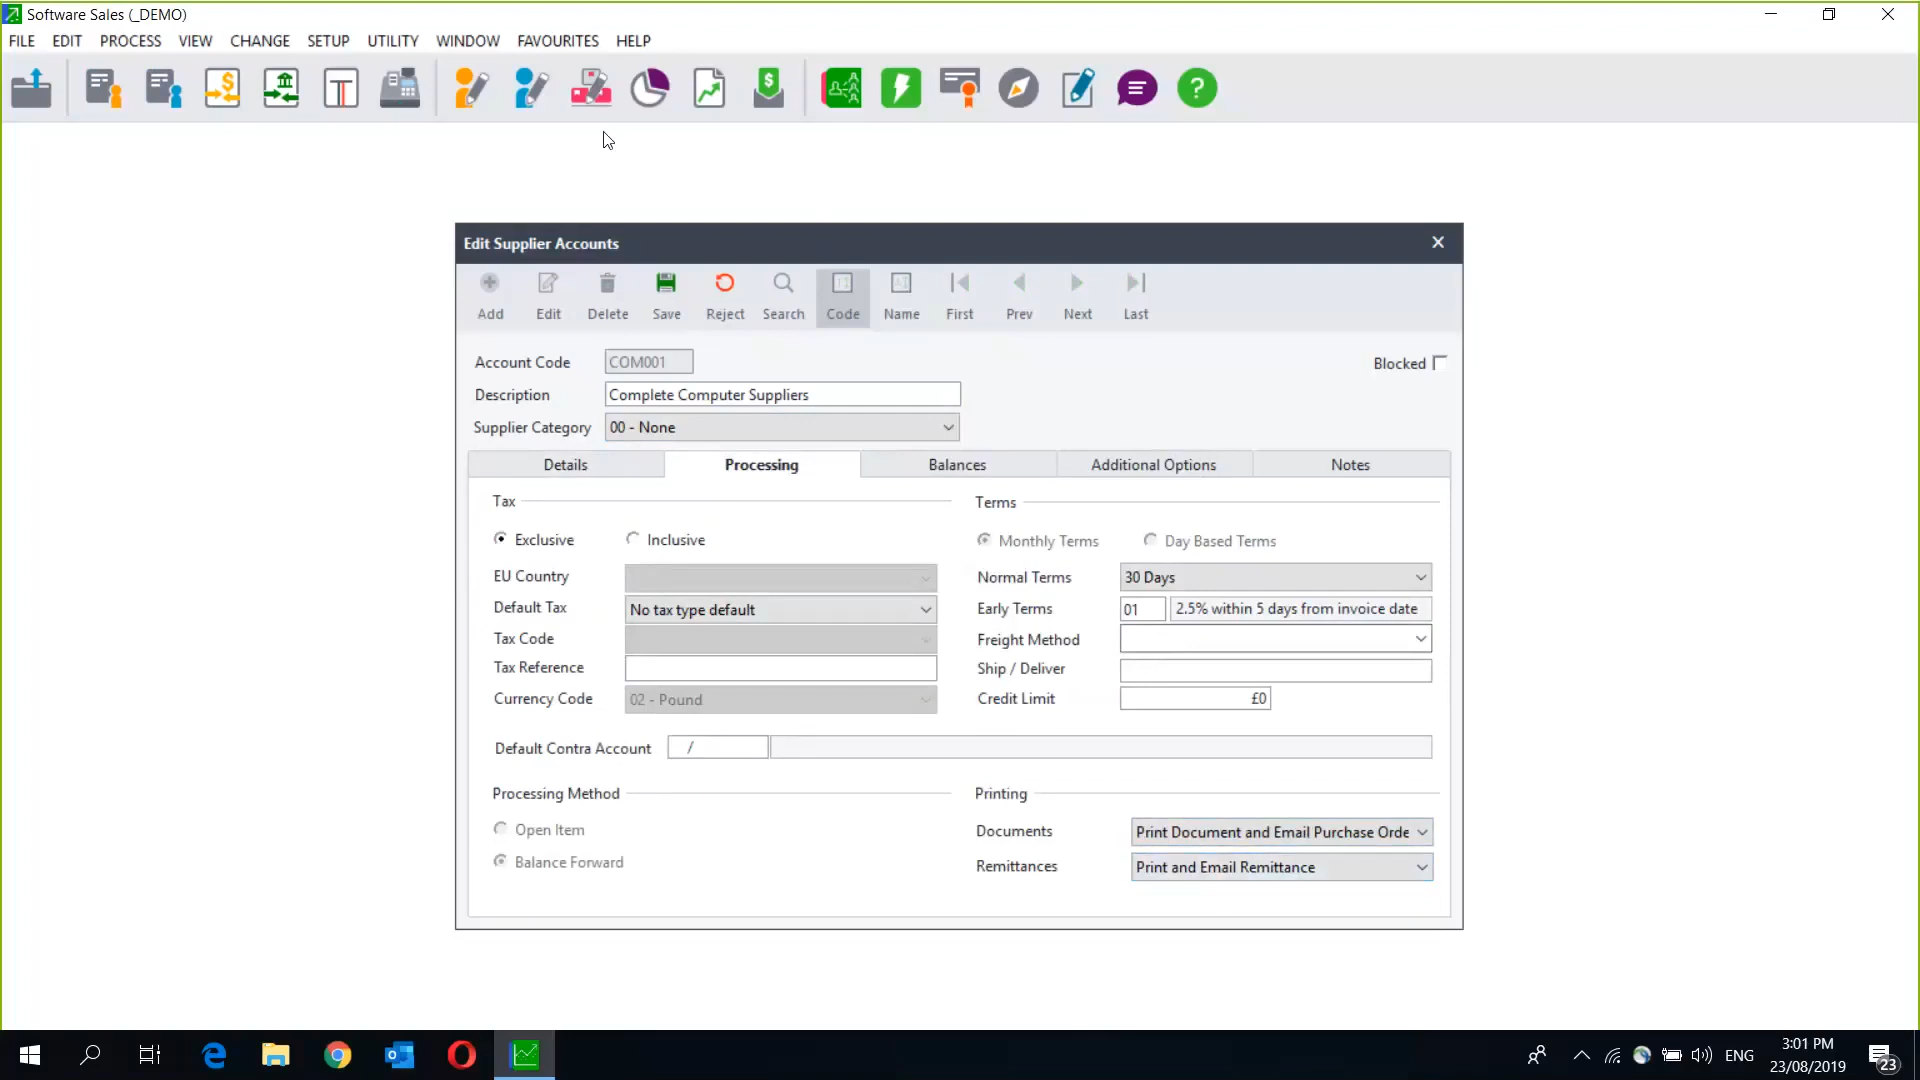 Software Sales (_DEMO)
FILE EDIT PROCESS VIEW CHANGE SETUP UTILITY WINDOW FAVOURITES HELP
Edit Supplier Accounts
Add Edit Delete Save Reject Search Code Name First Prev Next Last
Account Code COM001 Blocked
Description Complete Computer Suppliers
Supplier Category 00 - None
Details Processing Balances Additional Options Notes
Tax Terms
Exclusive Inclusive Monthly Terms Day Based Terms
EU Country Normal Terms 30 Days
Default Tax No tax type default Early Terms 01 2.5% within 5 days from invoice date
Tax Code Freight Method
Tax Reference Ship / Deliver
Currency Code 02 - Pound Credit Limit £0
Default Contra Account /
Processing Method Printing
Open Item Documents Print Document and Email Purchase Orde
Balance Forward Remittances Print and Email Remittance
ENG 3:01 PM
23/08/2019 23